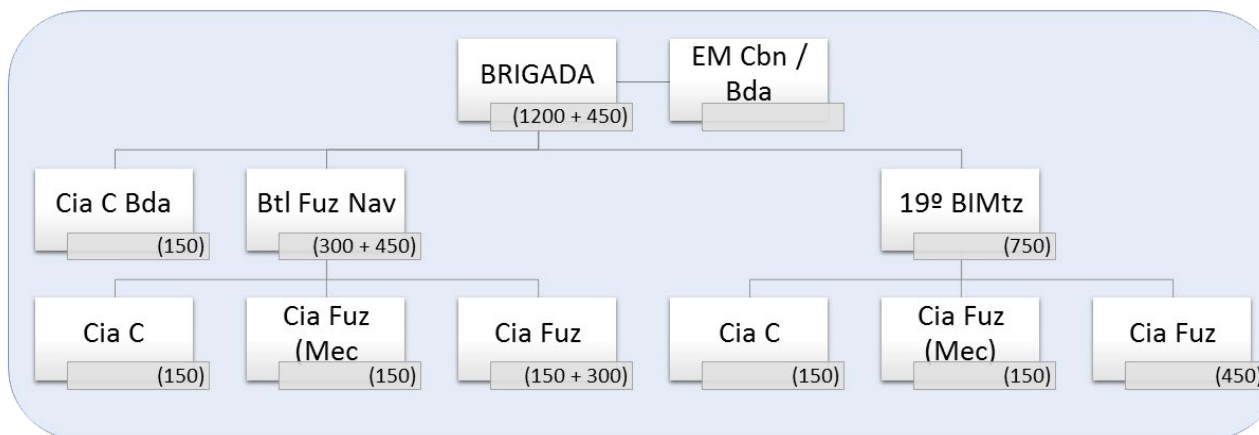 BRIGADA
(1200 + 450)
EM Cbn /
Bda
Cia C Bda
(150)
Btl Fuz Nav
(300 + 450)
19º BIMtz
(750)
Cia C
(150)
Cia Fuz
(Mec
(150)
Cia Fuz
(150 + 300)
Cia C
(150)
Cia Fuz
(Mec)
(150)
Cia Fuz
(450)